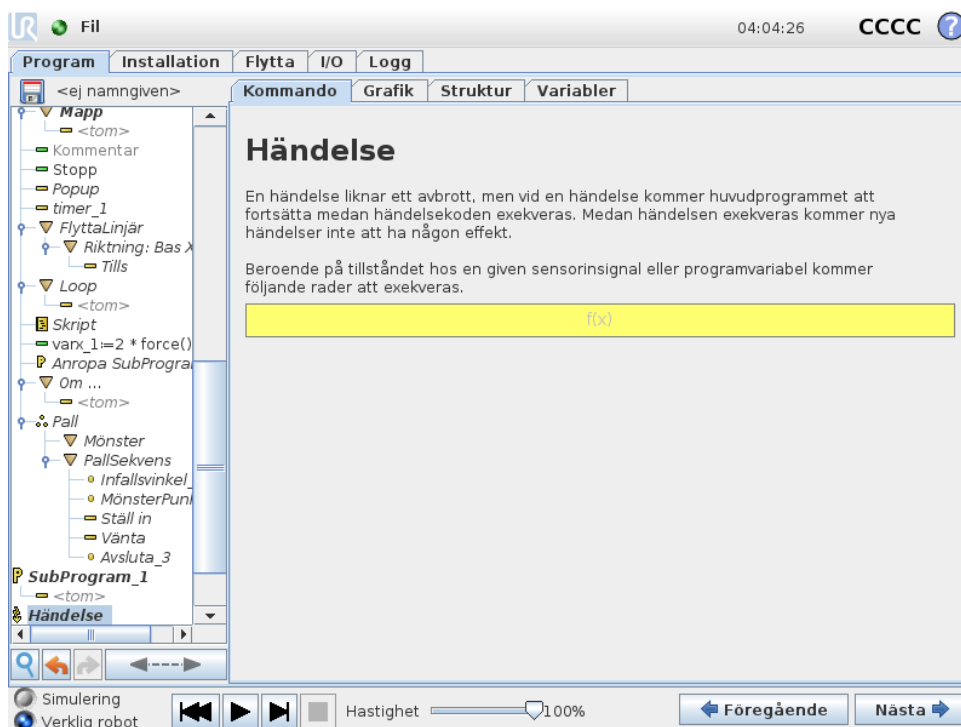 UR Fil 04:04:26 CCCC ?
Program Installation Flytta I/O Logg
<ej namngiven>
Kommando Grafik Struktur Variabler
Mapp
<tom>
Kommentar
Stopp
Popup
timer_1
FlyttaLinjär
Riktning: Bas X
Tills
Loop
<tom>
Skript
varx_1:=2 * force()
Anropa SubProgra
Om ...
<tom>
Pall
Mönster
PallSekvens
Infallsvinkel_
MönsterPun
Ställ in
Vänta
Avsluta_3
P SubProgram_1
<tom>
Händelse
Händelse
En händelse liknar ett avbrott, men vid en händelse kommer huvudprogrammet att
fortsätta medan händelsekoden exekveras. Medan händelsen exekveras kommer nya
händelser inte att ha någon effekt.
Beroende på tillståndet hos en given sensorinsignal eller programvariabel kommer
följande rader att exekveras.
f(x)
Simulering
Verklig robot
Hastighet 100%
Föregående
Nästa